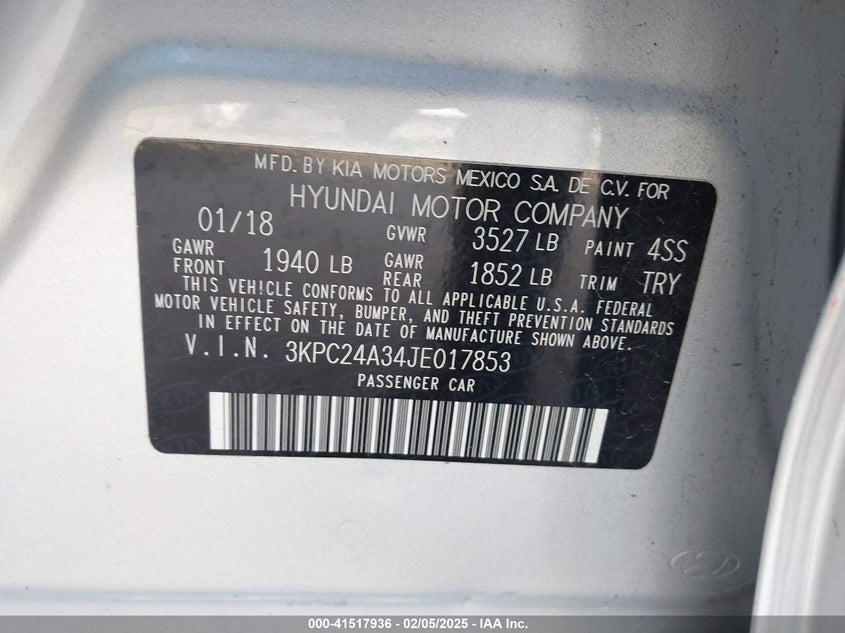 MFD. BY KIA MOTORS MEXICO S.A. DE C.V. FOR
HYUNDAI MOTOR COMPANY
01/18 GVWR 3527 LB PAINT 4SS
GAWR FRONT 1940 LB GAWR REAR 1852 LB TRIM TRY
THIS VEHICLE CONFORMS TO ALL APPLICABLE U.S.A. FEDERAL
MOTOR VEHICLE SAFETY, BUMPER, AND THEFT PREVENTION STANDARDS
IN EFFECT ON THE DATE OF MANUFACTURE SHOWN ABOVE.
V.I.N. 3KPC24A34JE017853
PASSENGER CAR
000-41517936 - 02/05/2025 - IAA Inc.